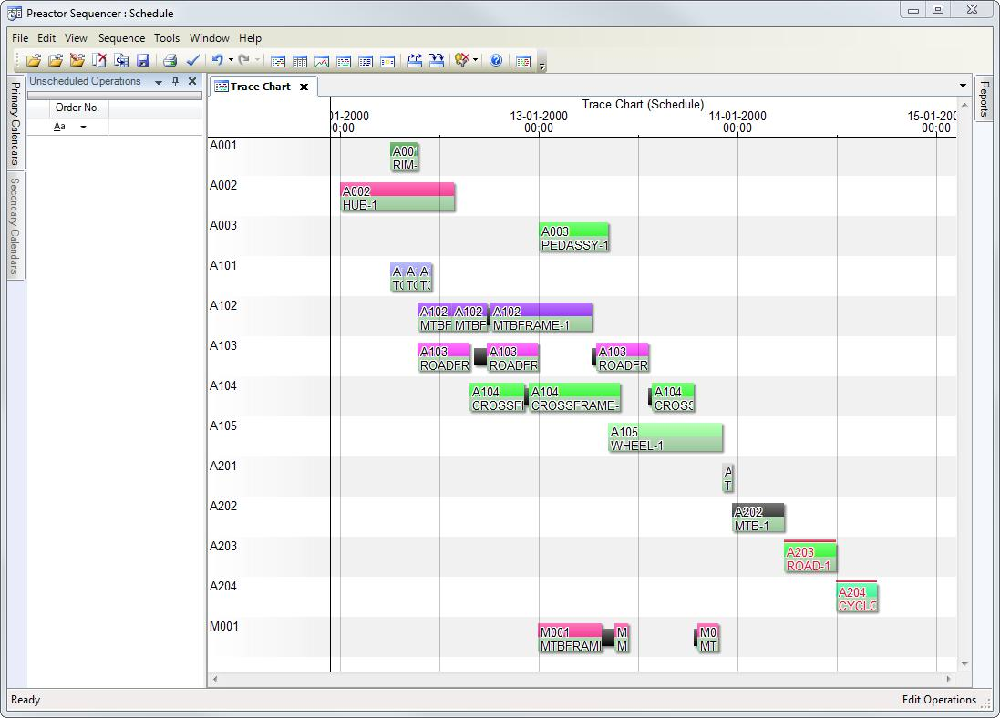 Preactor Sequencer : Schedule
File Edit View Sequence Tools Window Help
Primary Calendars
Secondary Calendars
Unscheduled Operations
Order No.
Aa
Trace Chart
Reports
Trace Chart (Schedule)
01-2000 13-01-2000 14-01-2000 15-01-200
0:00 00:00 00:00 00:00
A001
A001
RIM-
A002
A002
HUB-1
A003
A003
PEDASSY-1
A101
A A A
TC TC TC
A102
A102 A102 A102
MTBF MTBF MTBFRAME-1
A103
A103 A103 A103
ROADFR ROADFR ROADFR
A104
A104 A104 A104
CROSSF CROSSFRAME- CROSS
A105
A105
WHEEL-1
A201
A
T
A202
A202
MTB-1
A203
A203
ROAD-1
A204
A204
CYCLO
M001
M001 M M0
MTBFRAM M MT
Ready
Edit Operations